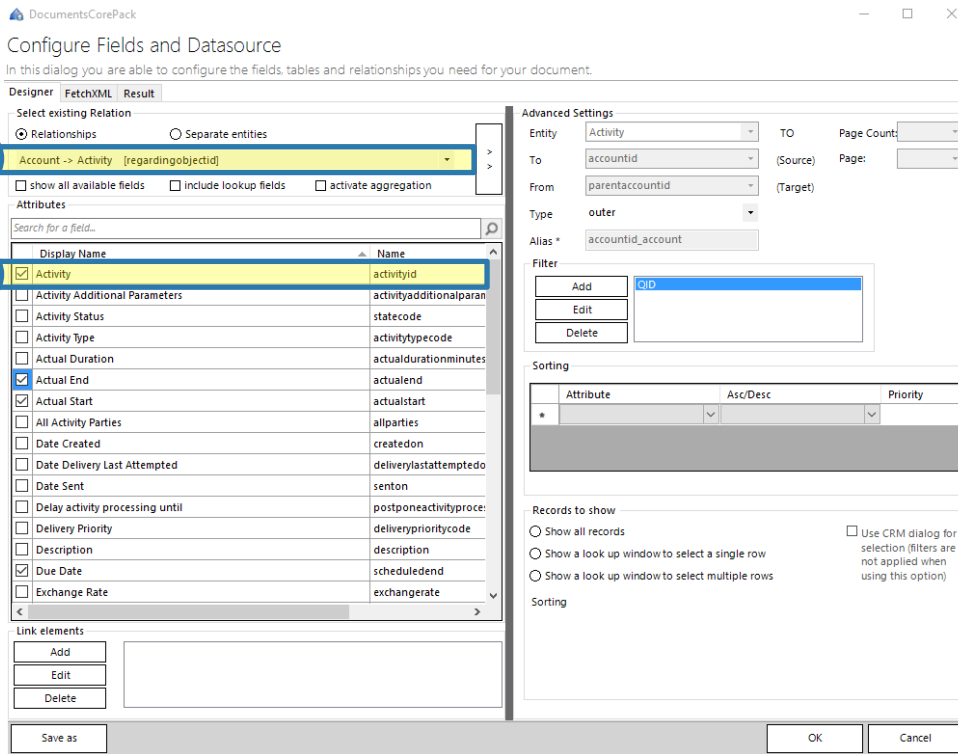 DocumentsCorePack
Configure Fields and Datasource
In this dialog you are able to configure the fields, tables and relationships you need for your document.
Designer FetchXML Result
Select existing Relation
Relationships Separate entities
Account -> Activity [regardingobjectid]
> >
show all available fields include lookup fields activate aggregation
Attributes
Search for a field...
Display Name Name
Activity activityid
Activity Additional Parameters activityadditionalparam
Activity Status statecode
Activity Type activitytypecode
Actual Duration actualdurationminutes
Actual End actualend
Actual Start actualstart
All Activity Parties allparties
Date Created createdon
Date Delivery Last Attempted deliverylastattemptedo
Date Sent senton
Delay activity processing until postponeactivityproces
Delivery Priority deliveryprioritycode
Description description
Due Date scheduledend
Exchange Rate exchangerate
Link elements
Add
Edit
Delete
Advanced Settings
Entity Activity TO Page Count:
To accountid (Source) Page:
From parentaccountid (Target)
Type outer
Alias * accountid_account
Filter
Add QID
Edit
Delete
Sorting
Attribute Asc/Desc Priority
*
Records to show
Show all records
Show a look up window to select a single row
Show a look up window to select multiple rows
Use CRM dialog for
selection (filters are
not applied when
using this option)
Sorting
Save as OK Cancel